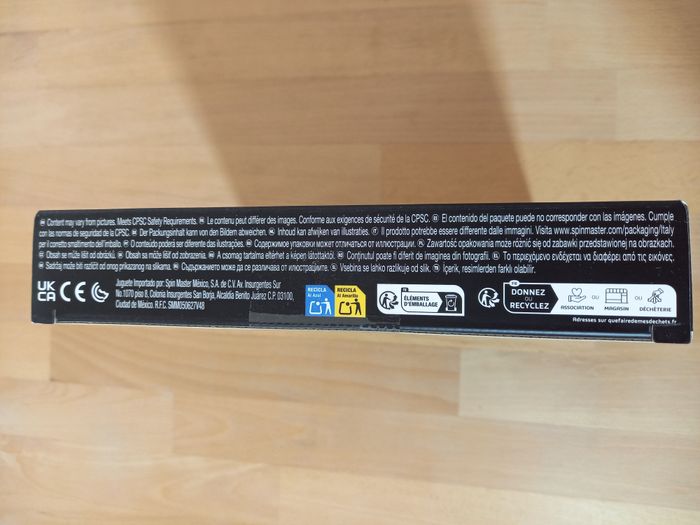 Content may vary from pictures. Meets CPSC Safety Requirements. Le contenu peut différer des images. Conforme aux exigences de sécurité de la CPSC. El contenido del paquete puede no corresponder con las imágenes. Cumple
con las normas de seguridad de la CPSC. Der Packungsinhalt kann von den Bildern abweichen. Inhoud kan afwijken van illustraties. Il prodotto potrebbe essere differente dalle immagini. Visita www.spinmaster.com/packaging/Italy
per il corretto smaltimento dell'imballo. O conteúdo poderá ser diferente das ilustrações. Содержимое упаковки может отличаться от иллюстрации. Zawartość opakowania może różnić się od zabawki przedstawionej na obrazkach.
Obsah se může lišit od obrázků. Obsah sa môže líšiť od zobrazenia. A csomag tartalma eltérhet a képen látottaktól. Conținutul poate fi diferit de imaginea din fotografii. Το περιεχόμενο ενδέχεται να διαφέρει από τις εικόνες.
Sadržaj može biti različit od onog prikazanog na slikama. Съдържанието може да се различава от илюстрациите. Vsebina se lahko razlikuje od slik. İçerik, resimlerden farklı olabilir.
UK
CA
CE
Juguete Importado por: Spin Master México, S.A. de C.V. Av. Insurgentes Sur
No.1070 piso 8, Colonia Insurgentes San Borja, Alcaldía Benito Juárez C.P. 03100,
Ciudad de México. R.F.C. SMM050627V48
RECICLA
Al Azul
RECICLA
Al Amarillo
FR
ÉLÉMENTS
D'EMBALLAGE
FR
DONNEZ
OU
RECYCLEZ
ASSOCIATION
OU
MAGASIN
OU
DÉCHÈTERIE
Adresses sur quefairedemesdechets.fr